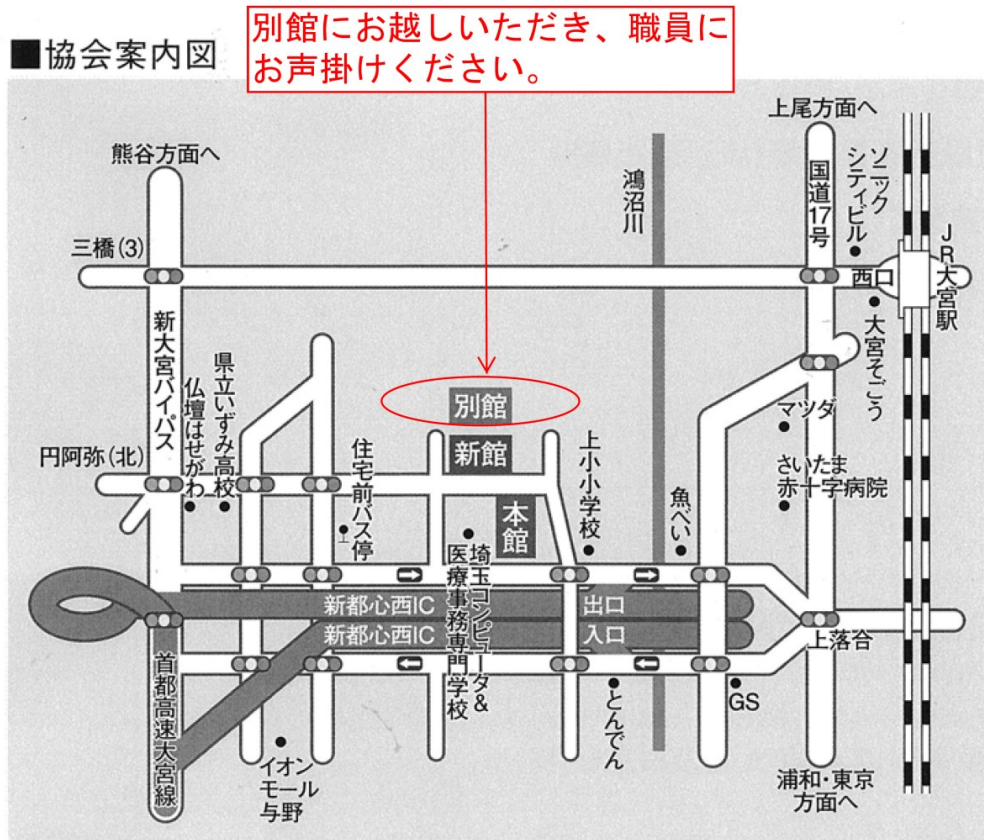 別館にお越しいただき、職員に
お声掛けください。
■協会案内図
上尾方面へ
熊谷方面へ
鴻沼川
国道17号
ソニック
シティビル
JR大宮駅
三橋(3)
西口
新大宮バイパス
大宮そごう
県立いずみ高校
仏壇はせがわ
別館
マツダ
円阿弥(北)
新館
住宅前バス停
上小小学校
さいたま
赤十字病院
本館
魚べい
埼玉コンピュータ&
医療事務専門学校
新都心西IC
出口
新都心西IC
入口
上落合
首都高速大宮線
とんでん
GS
イオン
モール
与野
浦和・東京
方面へ